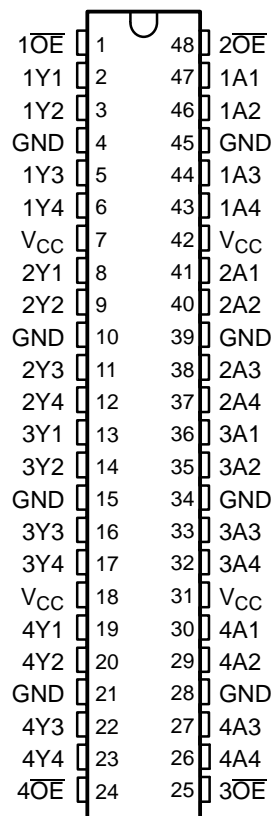 1O̅E̅ 1 48 2O̅E̅
1Y1 2 47 1A1
1Y2 3 46 1A2
GND 4 45 GND
1Y3 5 44 1A3
1Y4 6 43 1A4
VCC 7 42 VCC
2Y1 8 41 2A1
2Y2 9 40 2A2
GND 10 39 GND
2Y3 11 38 2A3
2Y4 12 37 2A4
3Y1 13 36 3A1
3Y2 14 35 3A2
GND 15 34 GND
3Y3 16 33 3A3
3Y4 17 32 3A4
VCC 18 31 VCC
4Y1 19 30 4A1
4Y2 20 29 4A2
GND 21 28 GND
4Y3 22 27 4A3
4Y4 23 26 4A4
4O̅E̅ 24 25 3O̅E̅